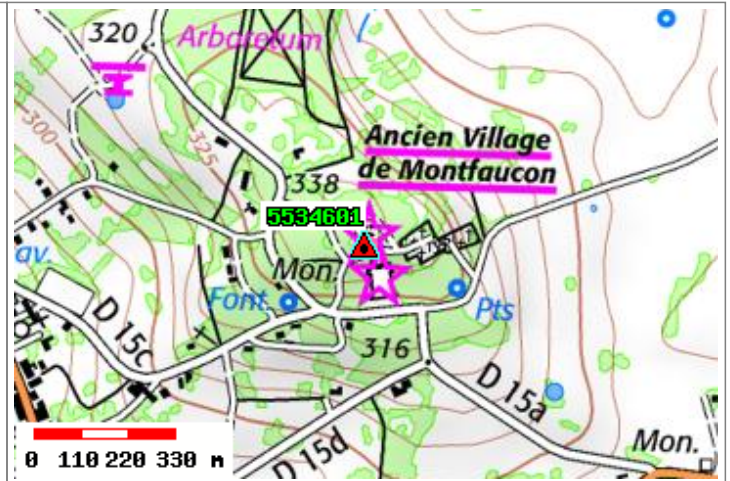 320
Arboretum
300
325
Ancien Village
de Montfaucon
338
5534601
av.
Mon.
Font.
Pts
D 15c
316
D 15a
D 15d
Mon.
0 110 220 330 m